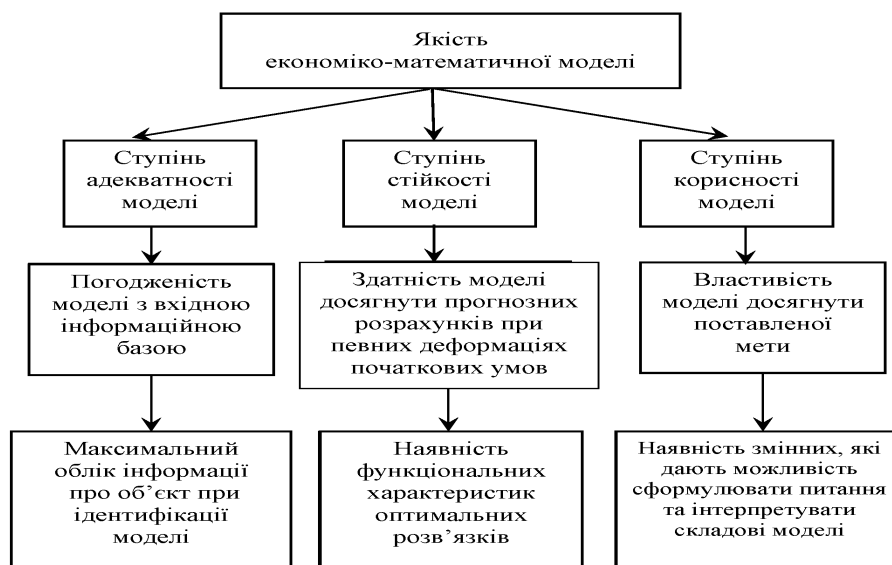 Якість
економіко-математичної моделі
Ступінь
адекватності
моделі
Ступінь
стійкості
моделі
Ступінь
корисності
моделі
Погодженість
моделі з вхідною
інформаційною
базою
Здатність моделі
досягнути прогнозних
розрахунків при
певних деформаціях
початкових умов
Властивість
моделі досягнути
поставленої
мети
Максимальний
облік інформації
про об’єкт при
ідентифікації
моделі
Наявність
функціональних
характеристик
оптимальних
розв’язків
Наявність змінних, які
дають можливість
сформулювати питання
та інтерпретувати
складові моделі